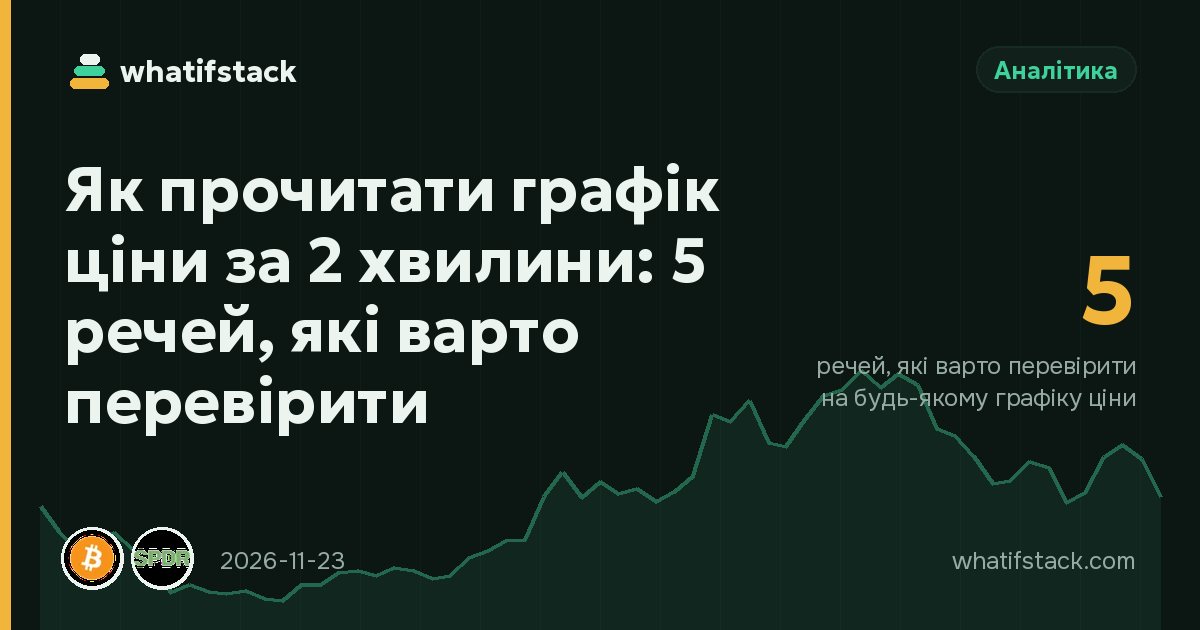 whatifstack
Аналітика
Як прочитати графік
ціни за 2 хвилини: 5
речей, які варто
перевірити
5
речей, які варто перевірити
на будь-якому графіку ціни
SPDR
2026-11-23
whatifstack.com